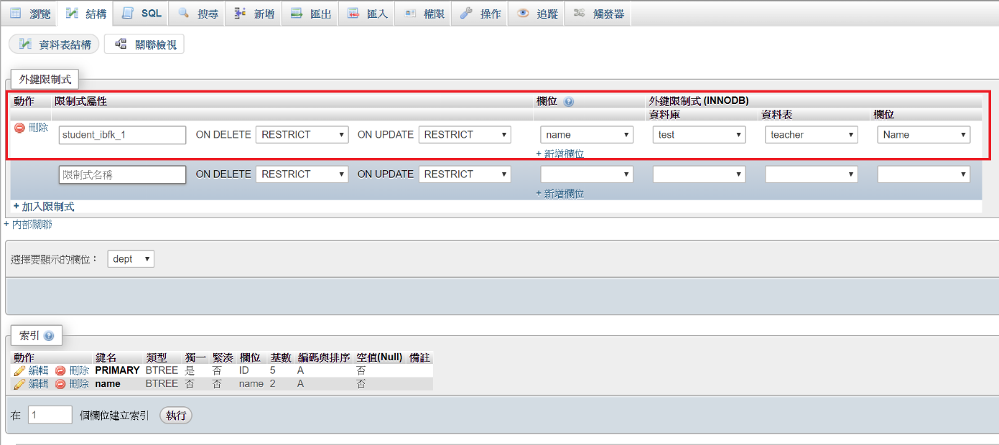 瀏覽 結構 SQL 搜尋 新增 匯出 匯入 權限 操作 追蹤 觸發器
資料表結構 關聯檢視
外鍵限制式
動作 限制式屬性 欄位 外鍵限制式 (INNODB)
資料庫 資料表 欄位
刪除 student_ibfk_1 ON DELETE RESTRICT ON UPDATE RESTRICT name test teacher Name
+ 新增欄位
限制式名稱 ON DELETE RESTRICT ON UPDATE RESTRICT
+ 新增欄位
+ 加入限制式
+ 內部關聯
選擇要顯示的欄位： dept
索引
動作 鍵名 類型 獨一 緊湊 欄位 基數 編碼與排序 空值(Null) 備註
編輯 刪除 PRIMARY BTREE 是 否 ID 5 A 否
編輯 刪除 name BTREE 否 否 name 2 A 否
在 1 個欄位建立索引 執行